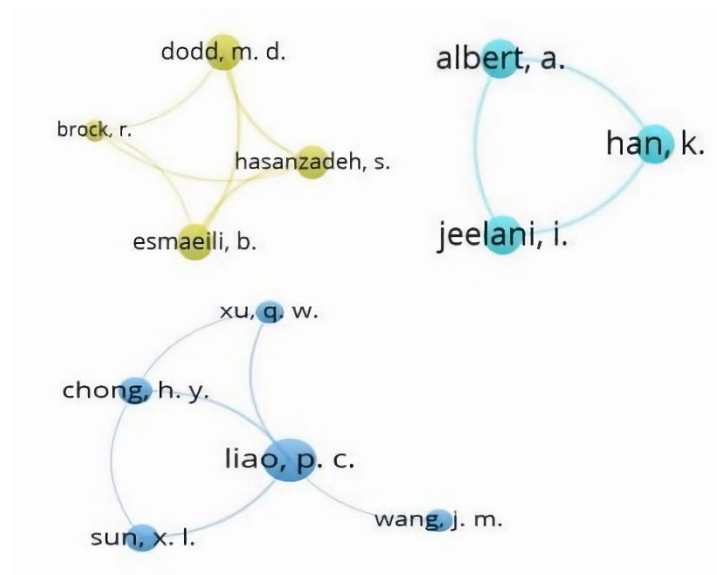 dodd, m. d.
brock, r.
hasanzadeh, s.
esmaeili, b.
albert, a.
han, k.
jeelani, i.
xu, q. w.
chong, h. y.
liao, p. c.
wang, j. m.
sun, x. l.